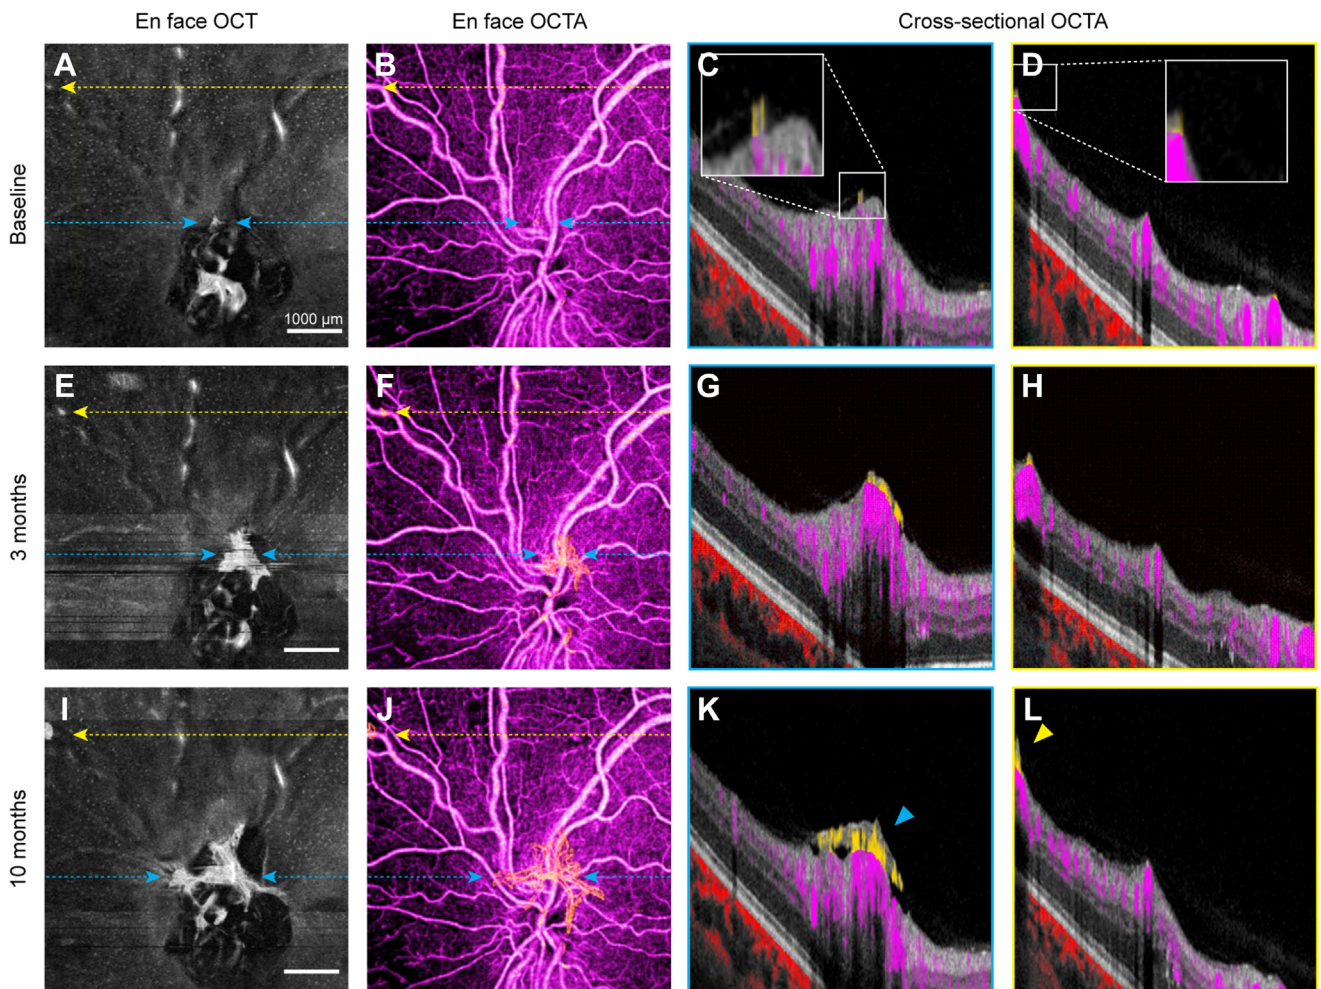 En face OCT
En face OCTA
Cross-sectional OCTA
Baseline
A
B
C
D
1000 µm
3 months
E
F
G
H
10 months
I
J
K
L